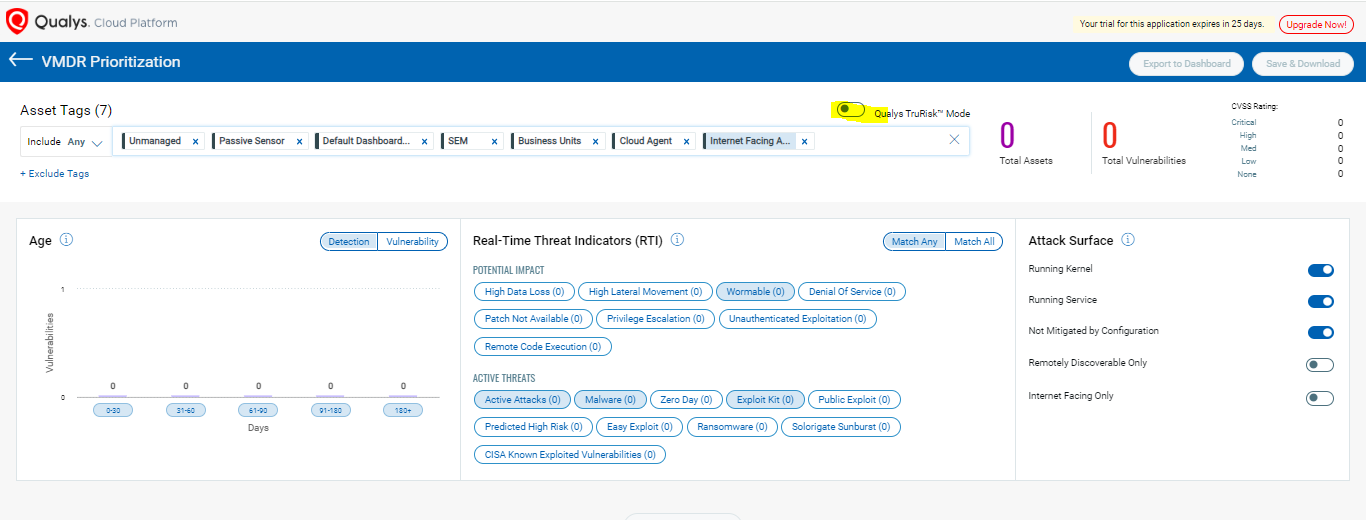 Qualys. Cloud Platform
Your trial for this application expires in 25 days. Upgrade Now!
VMDR Prioritization
Export to Dashboard Save & Download
Asset Tags (7)
Qualys TruRisk™ Mode
Include Any
Unmanaged × Passive Sensor × Default Dashboard... × SEM × Business Units × Cloud Agent × Internet Facing A... ×
+ Exclude Tags
0
Total Assets
0
Total Vulnerabilities
CVSS Rating:
Critical 0
High 0
Med 0
Low 0
None 0
Age
Detection Vulnerability
Vulnerabilities
1
0
0 0 0 0 0
0-30 31-60 61-90 91-180 180+
Days
Real-Time Threat Indicators (RTI)
Match Any Match All
POTENTIAL IMPACT
High Data Loss (0) High Lateral Movement (0) Wormable (0) Denial Of Service (0)
Patch Not Available (0) Privilege Escalation (0) Unauthenticated Exploitation (0)
Remote Code Execution (0)
ACTIVE THREATS
Active Attacks (0) Malware (0) Zero Day (0) Exploit Kit (0) Public Exploit (0)
Predicted High Risk (0) Easy Exploit (0) Ransomware (0) Solorigate Sunburst (0)
CISA Known Exploited Vulnerabilities (0)
Attack Surface
Running Kernel
Running Service
Not Mitigated by Configuration
Remotely Discoverable Only
Internet Facing Only